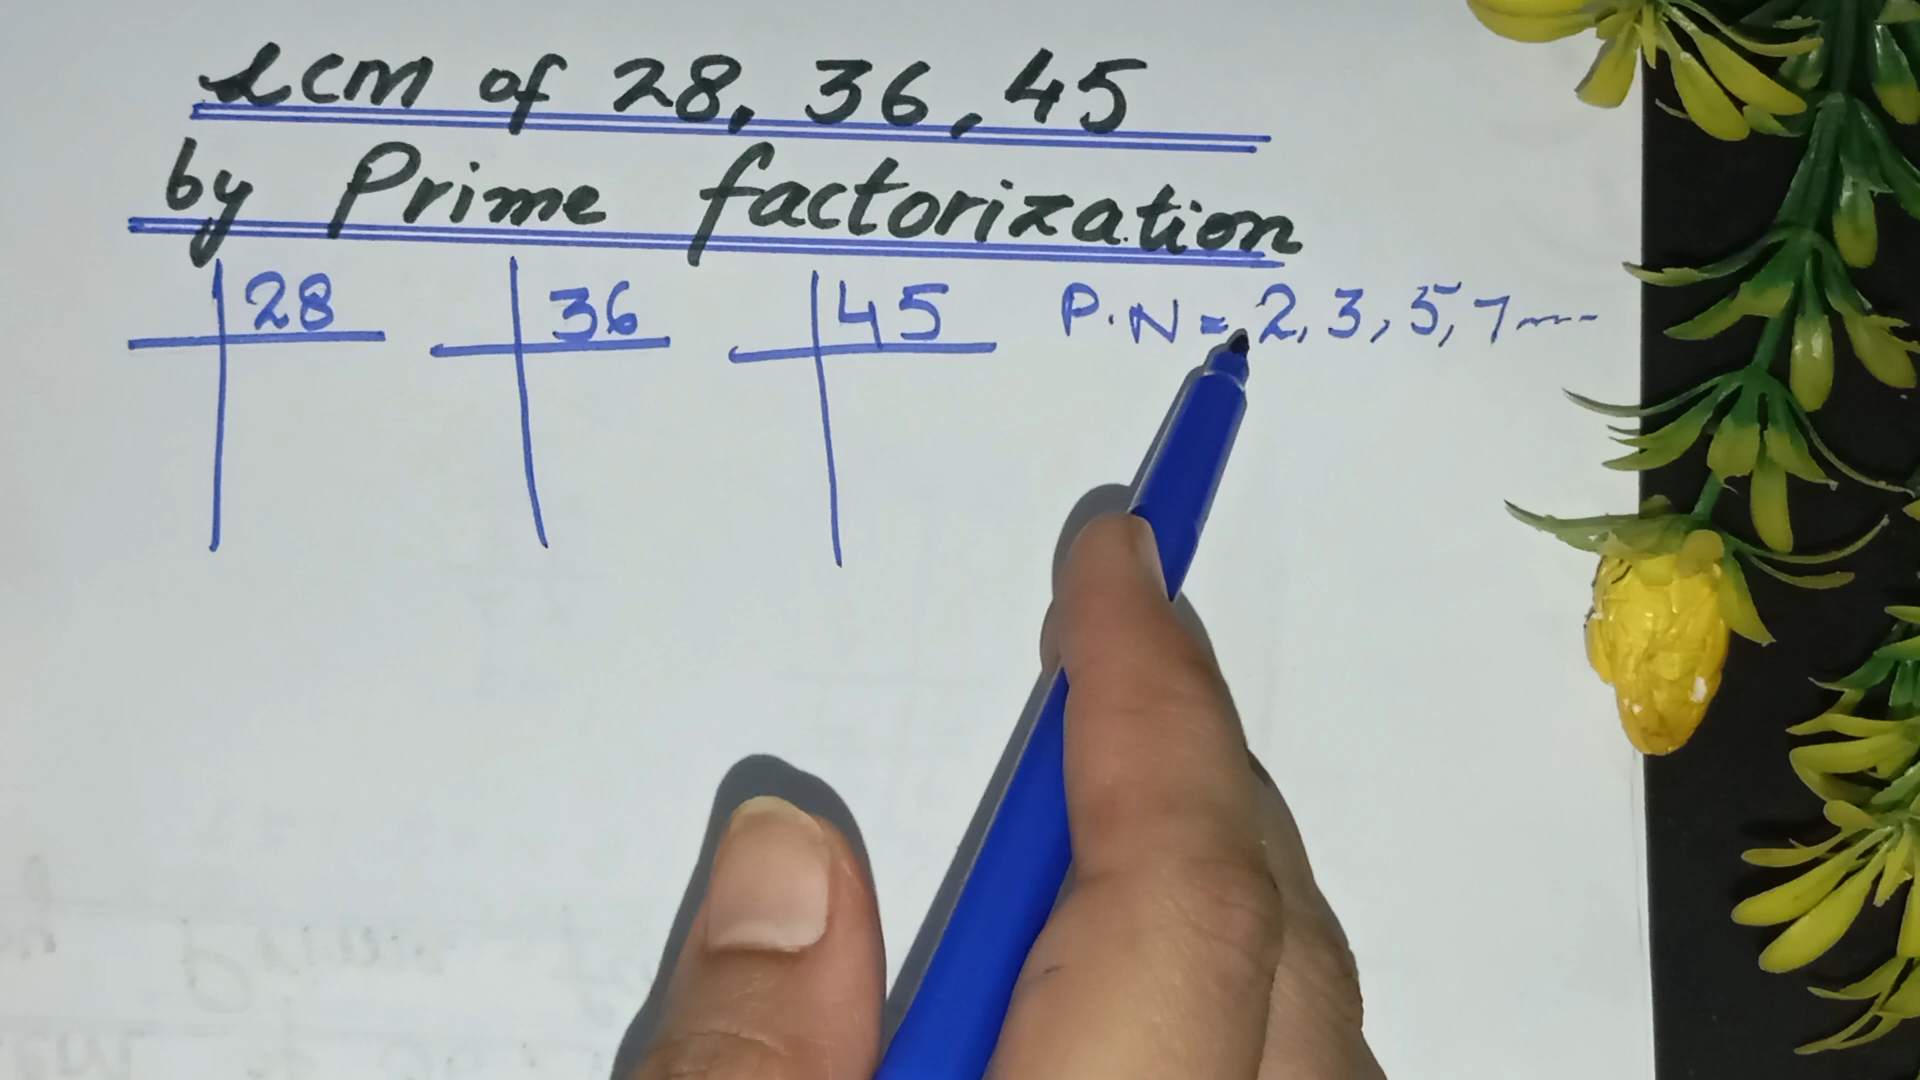 LCM of 28, 36, 45
by Prime factorization
28 36 45 P.N = 2, 3, 5, 7----